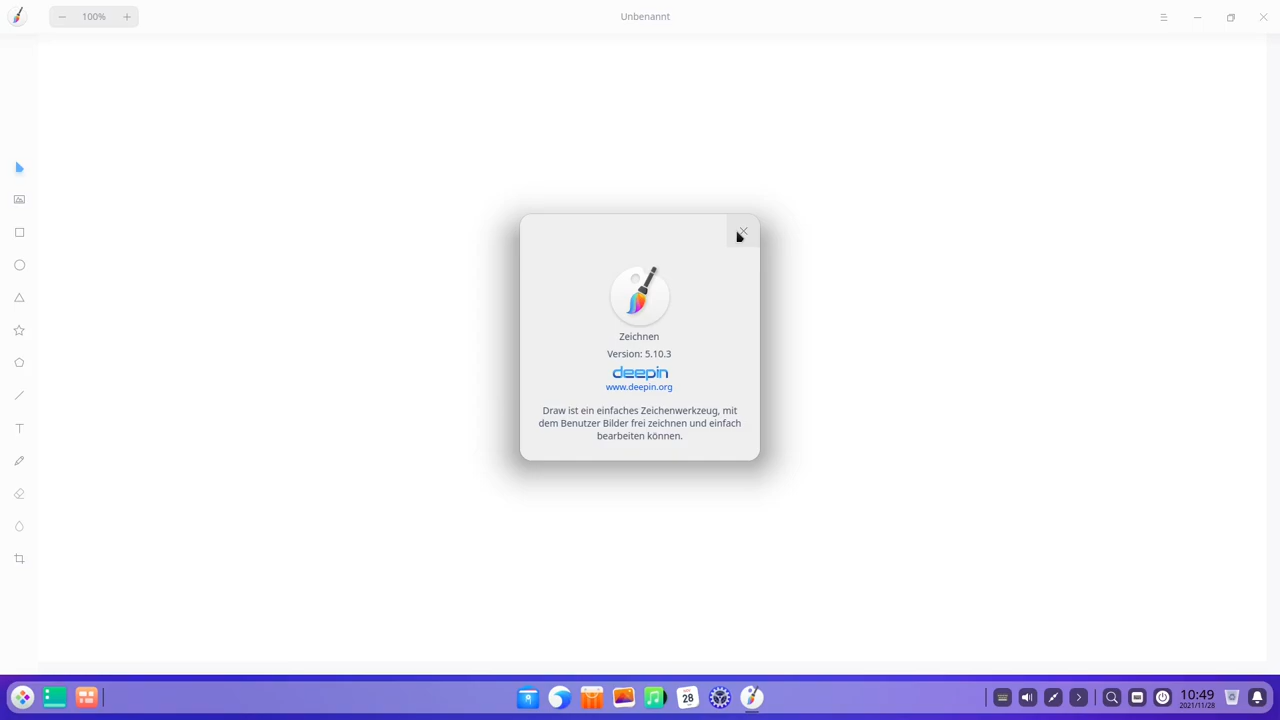 100%
Unbenannt
Zeichnen
Version: 5.10.3
deepin
www.deepin.org
Draw ist ein einfaches Zeichenwerkzeug, mit
dem Benutzer Bilder frei zeichnen und einfach
bearbeiten können.
28
10:49
2021/11/28